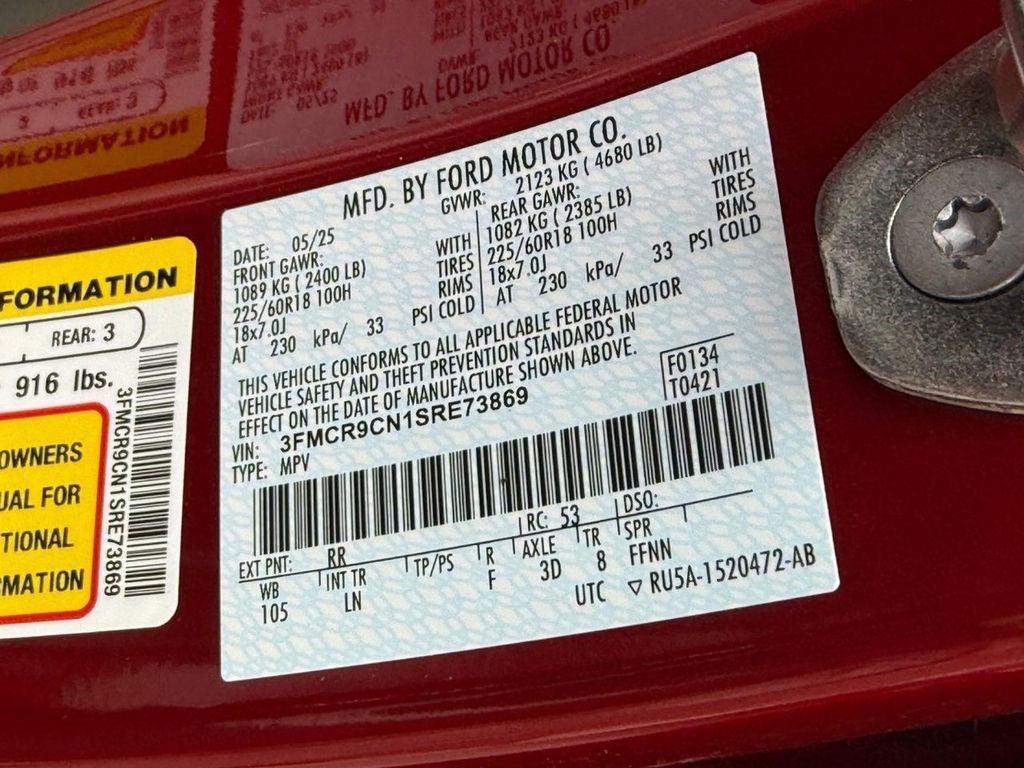 MFD. BY FORD MOTOR CO.
GVWR: 2123 KG ( 4680 LB)
DATE: 05/25
FRONT GAWR:
1089 KG ( 2400 LB) WITH
225/60R18 100H TIRES
18x7.0J RIMS
AT 230 kPa/ 33 PSI COLD
REAR GAWR:
1082 KG ( 2385 LB) WITH
225/60R18 100H TIRES
18x7.0J RIMS
AT 230 kPa/ 33 PSI COLD
THIS VEHICLE CONFORMS TO ALL APPLICABLE FEDERAL MOTOR
VEHICLE SAFETY AND THEFT PREVENTION STANDARDS IN
EFFECT ON THE DATE OF MANUFACTURE SHOWN ABOVE.
F0134
T0421
VIN: 3FMCR9CN1SRE73869
TYPE: MPV
EXT PNT: RR RC: 53 DSO:
WB INT TR TP/PS R AXLE TR SPR
105 LN F 3D 8 FFNN
UTC ▽ RU5A-1520472-AB
FORMATION
REAR: 3
916 lbs.
3FMCR9CN1SRE73869
OWNERS
UAL FOR
TIONAL
MATION